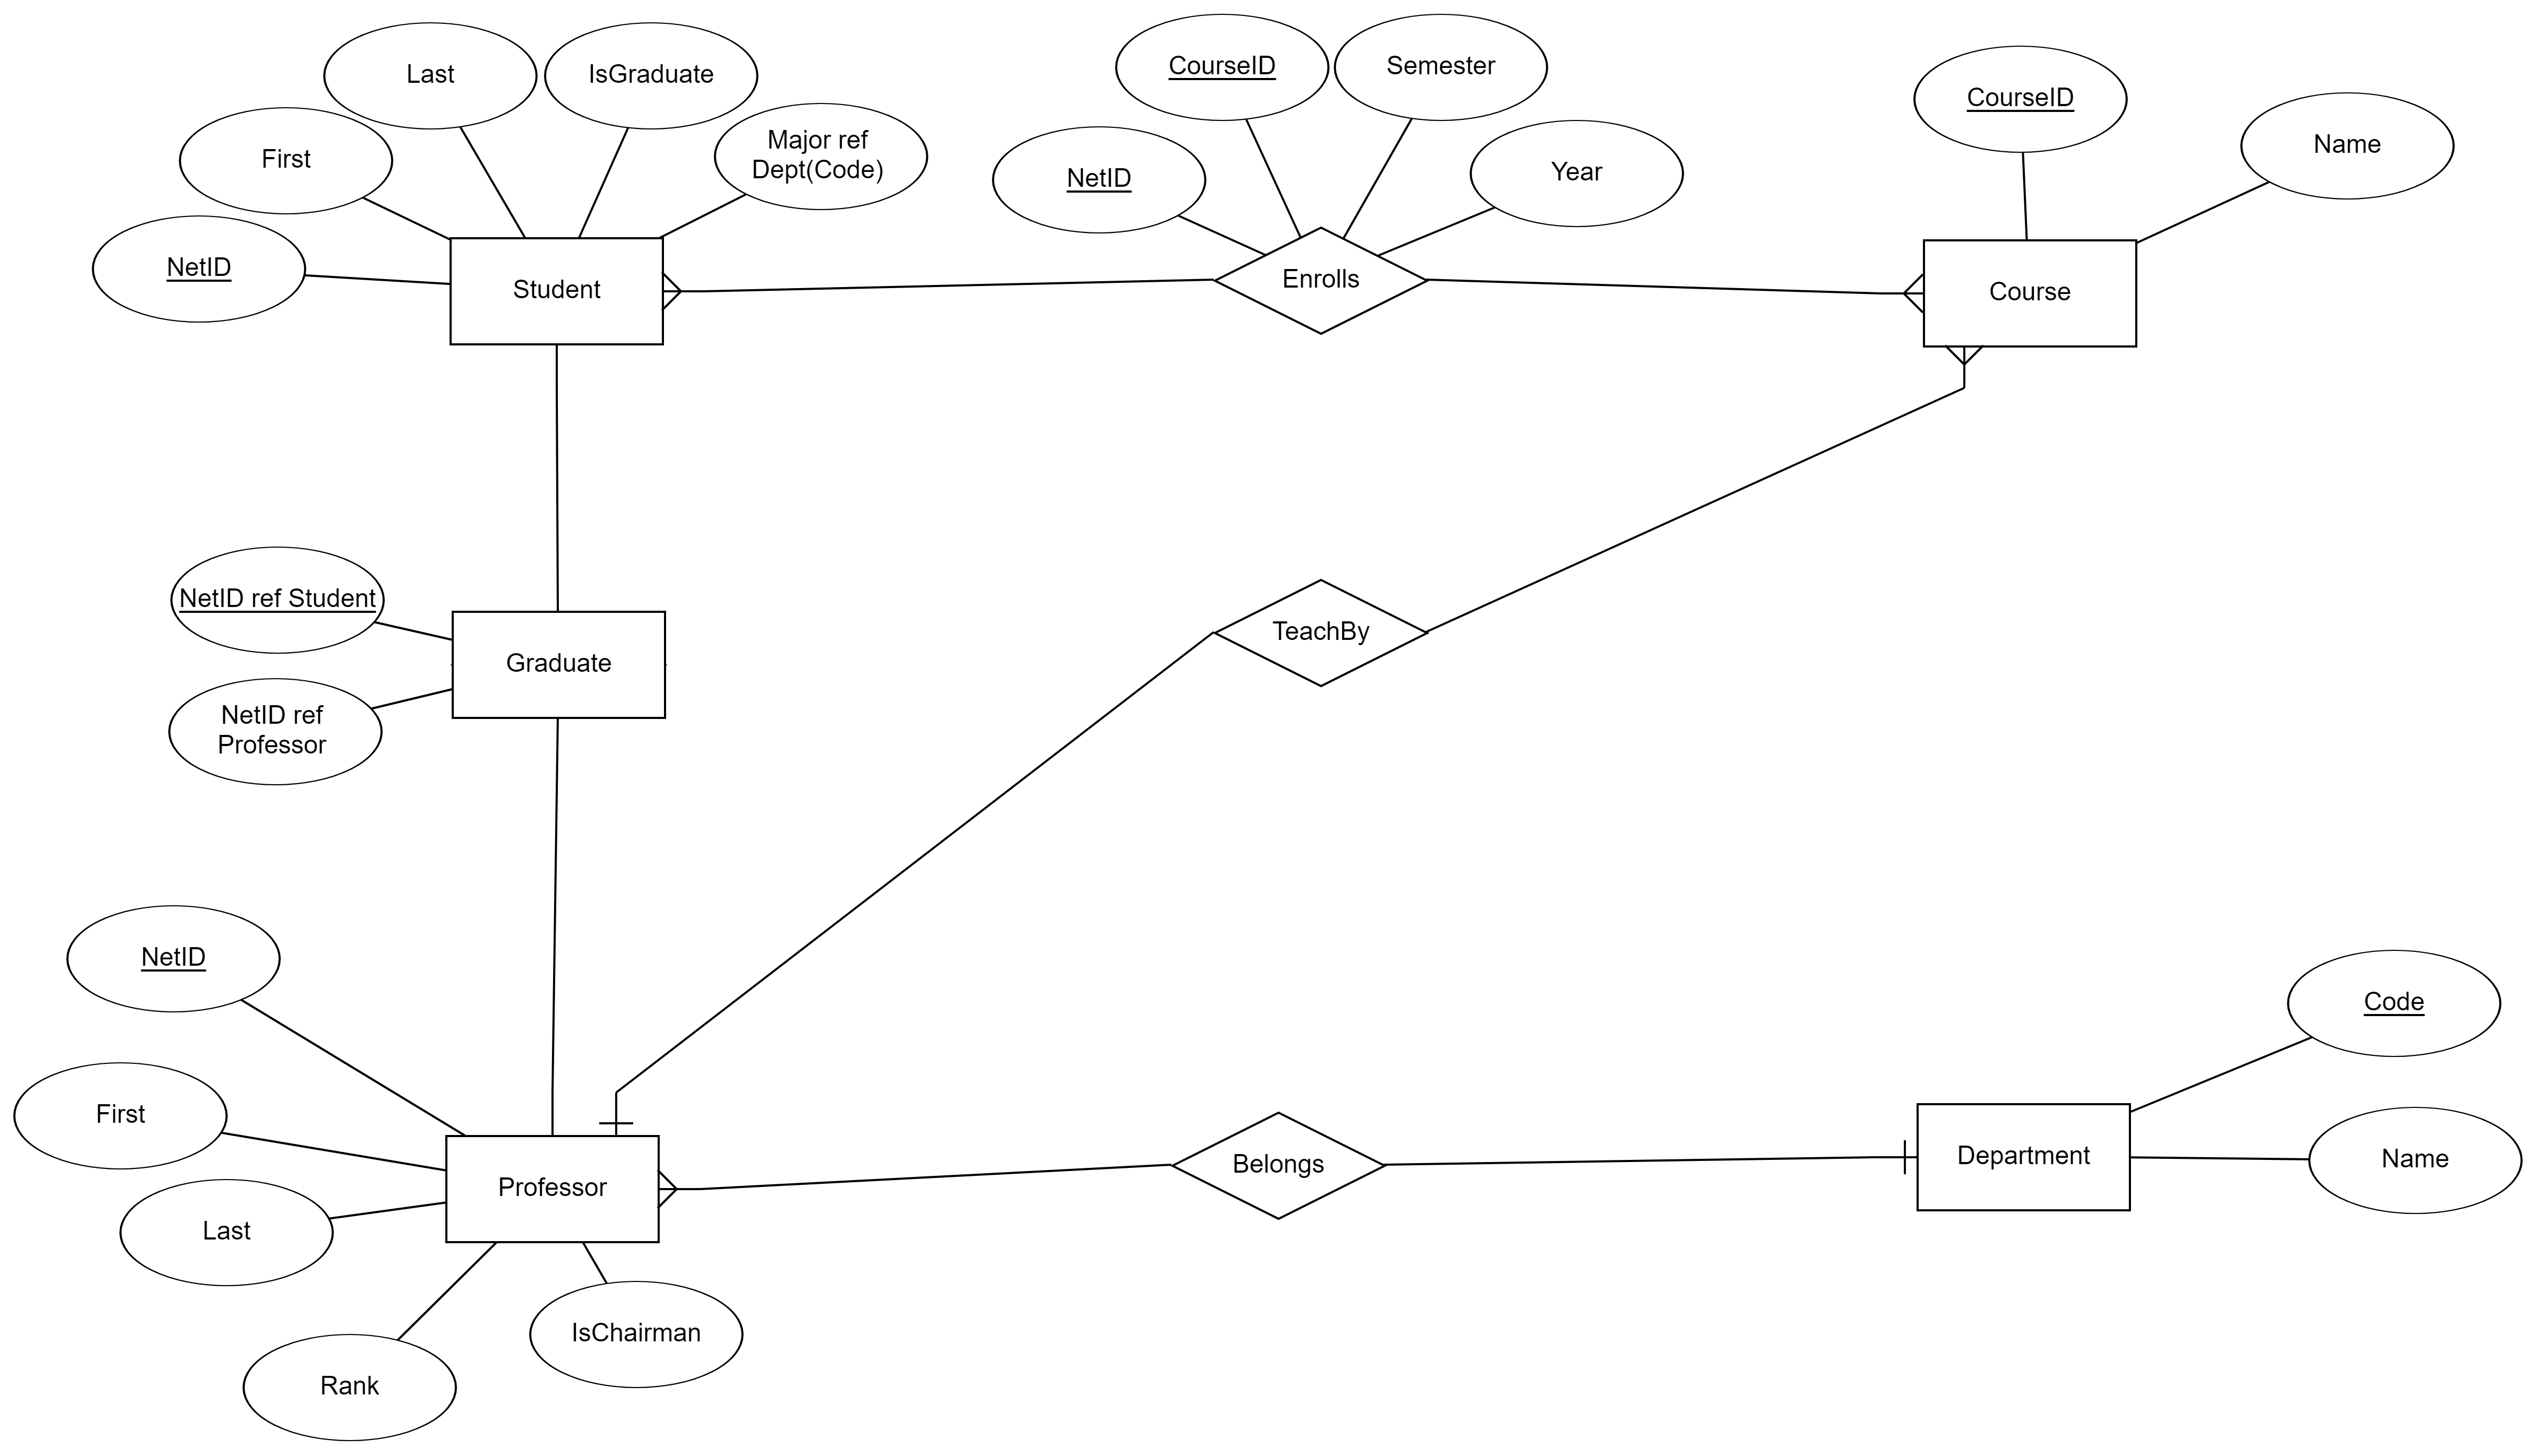 Last
IsGraduate
First
Major ref
Dept(Code)
NetID
Student
CourseID
Semester
NetID
Year
Enrolls
CourseID
Name
Course
NetID ref Student
Graduate
NetID ref
Professor
TeachBy
NetID
First
Last
Professor
Rank
IsChairman
Belongs
Code
Department
Name